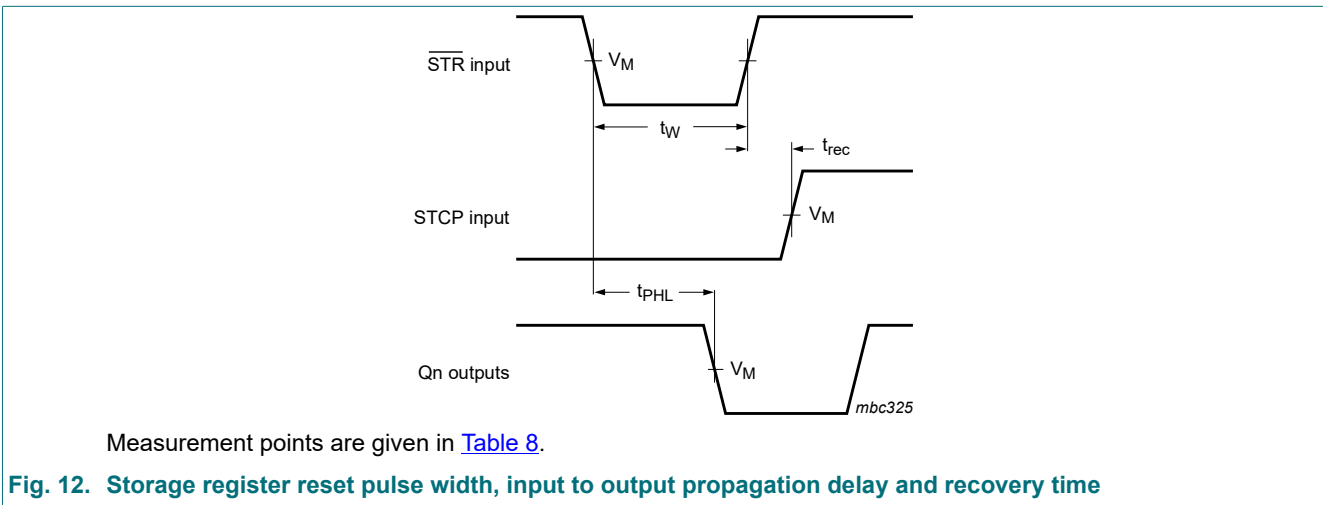 STR input
VM
tW
trec
STCP input
VM
tPHL
Qn outputs
VM
mbc325
Measurement points are given in Table 8.
Fig. 12. Storage register reset pulse width, input to output propagation delay and recovery time